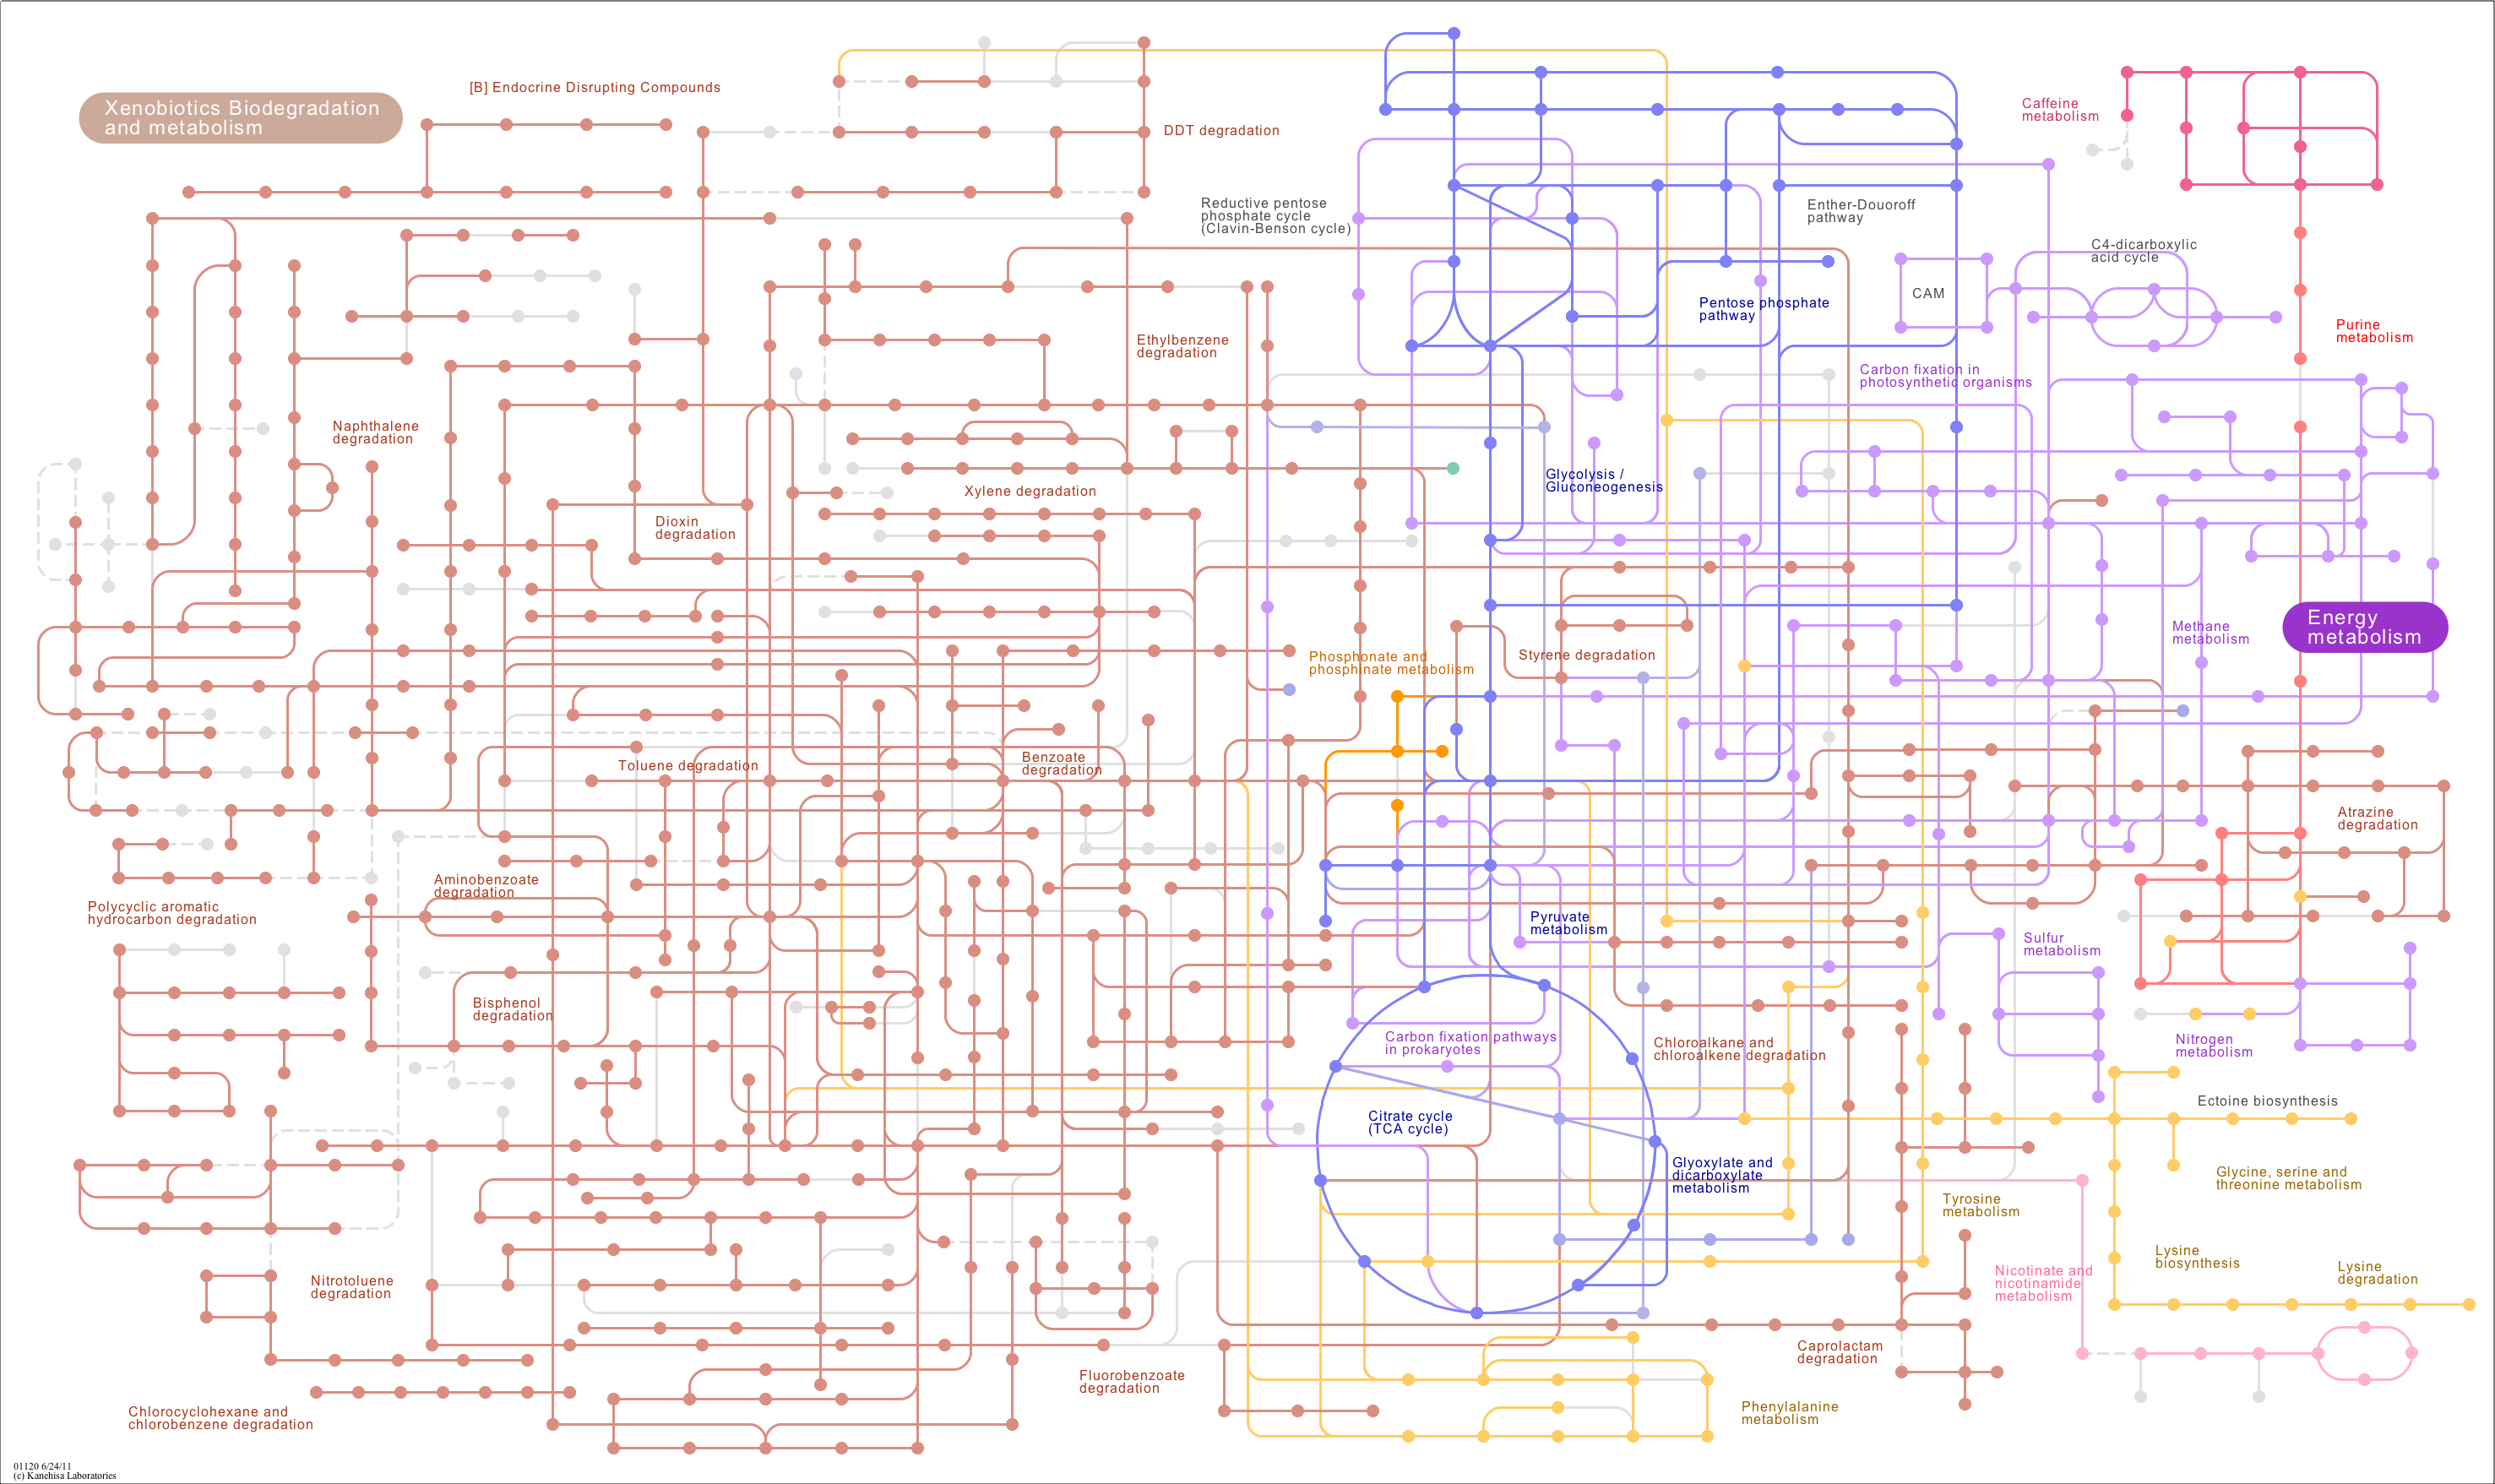 Xenobiotics Biodegradation
and metabolism
[B] Endocrine Disrupting Compounds
DDT degradation
Caffeine
metabolism
Reductive pentose
phosphate cycle
(Clavin-Benson cycle)
Enther-Douoroff
pathway
C4-dicarboxylic
acid cycle
CAM
Pentose phosphate
pathway
Purine
metabolism
Ethylbenzene
degradation
Carbon fixation in
photosynthetic organisms
Naphthalene
degradation
Glycolysis /
Gluconeogenesis
Xylene degradation
Dioxin
degradation
Energy
metabolism
Methane
metabolism
Phosphonate and
phosphinate metabolism
Styrene degradation
Toluene degradation
Benzoate
degradation
Atrazine
degradation
Aminobenzoate
degradation
Polycyclic aromatic
hydrocarbon degradation
Pyruvate
metabolism
Sulfur
metabolism
Bisphenol
degradation
Carbon fixation pathways
in prokaryotes
Chloroalkane and
chloroalkene degradation
Nitrogen
metabolism
Ectoine biosynthesis
Citrate cycle
(TCA cycle)
Glyoxylate and
dicarboxylate
metabolism
Glycine, serine and
threonine metabolism
Tyrosine
metabolism
Lysine
biosynthesis
Lysine
degradation
Nicotinate and
nicotinamide
metabolism
Nitrotoluene
degradation
Caprolactam
degradation
Fluorobenzoate
degradation
Phenylalanine
metabolism
Chlorocyclohexane and
chlorobenzene degradation
01120 6/24/11
(c) Kanehisa Laboratories